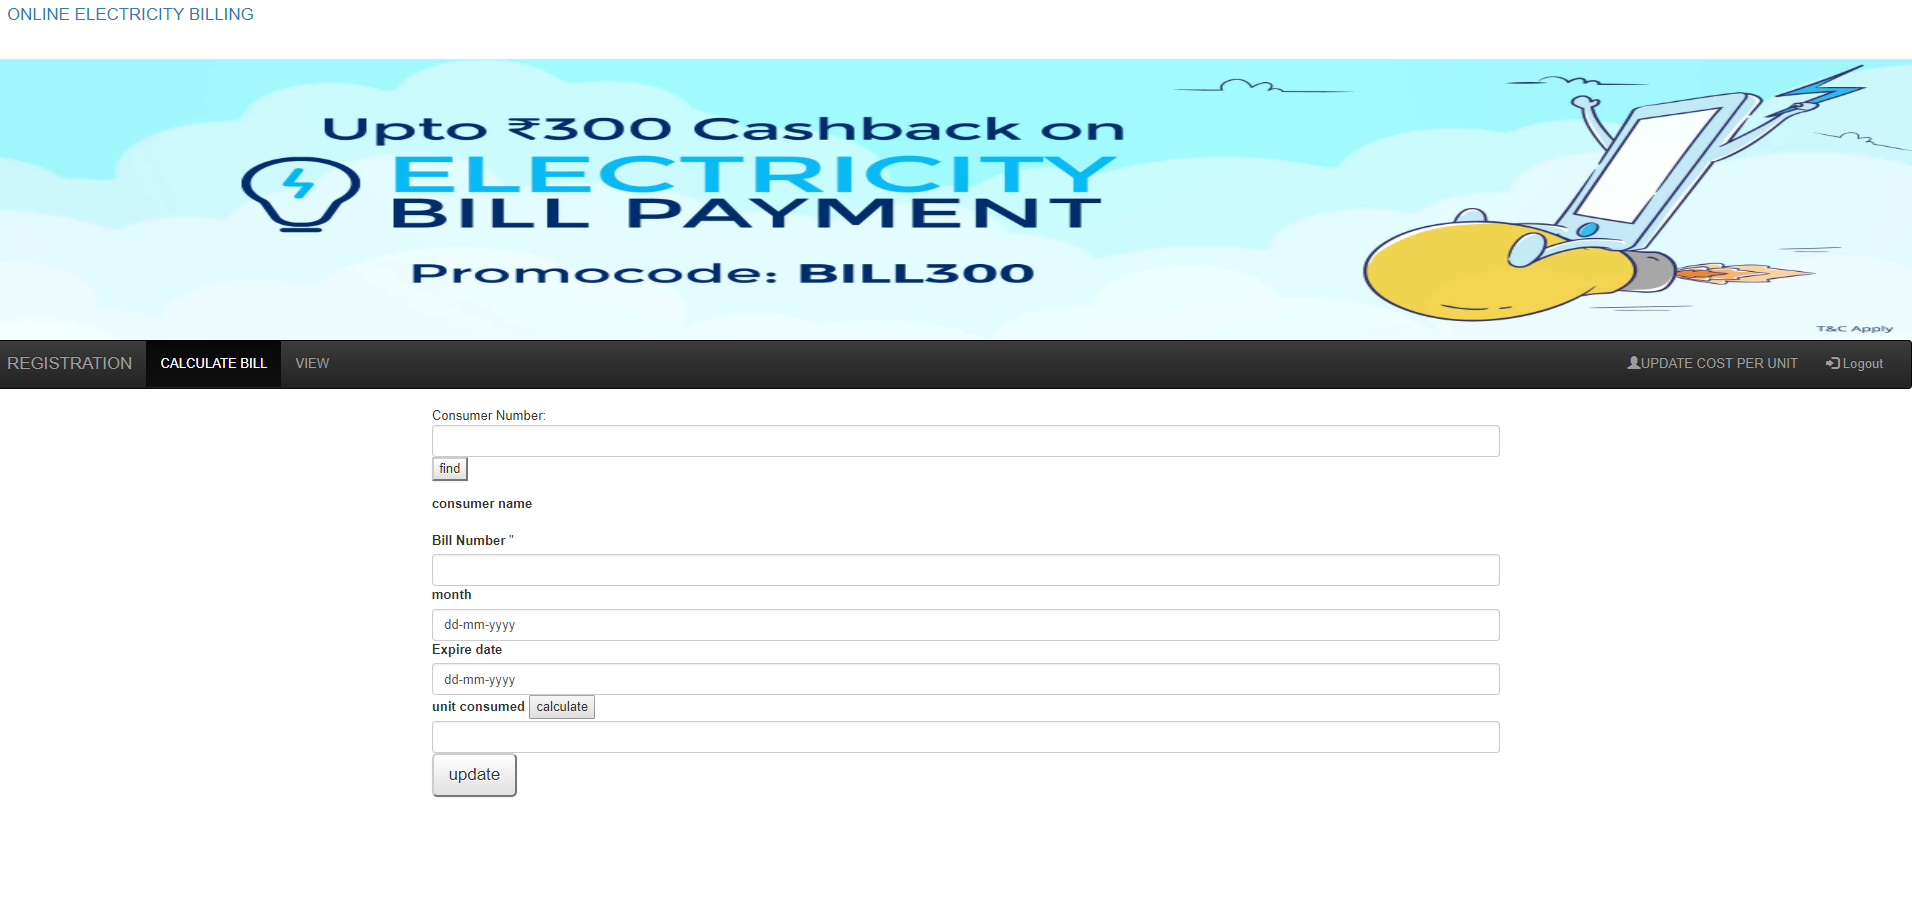 ONLINE ELECTRICITY BILLING
Upto ₹300 Cashback on
ELECTRICITY
BILL PAYMENT
Promocode: BILL300
T&C Apply
REGISTRATION CALCULATE BILL VIEW UPDATE COST PER UNIT Logout
Consumer Number:
find
consumer name
Bill Number "
month
dd-mm-yyyy
Expire date
dd-mm-yyyy
unit consumed calculate
update